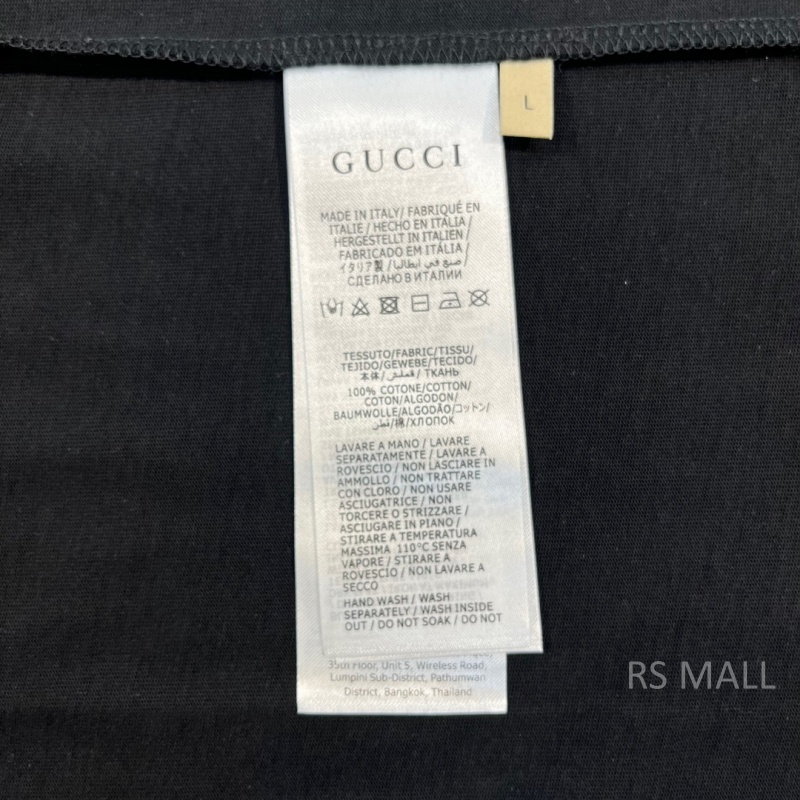 L
GUCCI
MADE IN ITALY/ FABRIQUÉ EN
ITALIE / HECHO EN ITALIA/
HERGESTELLT IN ITALIEN /
FABRICADO EM ITÁLIA/
イタリア製 /صنع في ايطاليا/
СДЕЛАНО В ИТАЛИИ
TESSUTO/FABRIC/TISSU/
TEJIDO/GEWEBE/TECIDO/
本体/ قماش/ ТКАНЬ
100% COTONE/COTTON/
COTON/ALGODON/
BAUMWOLLE/ALGODÃO/コットン/
棉/قطن/ХЛОПОК
LAVARE A MANO / LAVARE
SEPARATAMENTE / LAVARE A
ROVESCIO / NON LASCIARE IN
AMMOLLO / NON TRATTARE
CON CLORO / NON USARE
ASCIUGATRICE / NON
TORCERE O STRIZZARE /
ASCIUGARE IN PIANO /
STIRARE A TEMPERATURA
MASSIMA 110°C SENZA
VAPORE / STIRARE A
ROVESCIO / NON LAVARE A
SECCO
HAND WASH / WASH
SEPARATELY / WASH INSIDE
OUT / DO NOT SOAK / DO NOT
35th Floor, Unit 5, Wireless Road,
Lumpini Sub-District, Pathumwan
District, Bangkok, Thailand
RS MALL